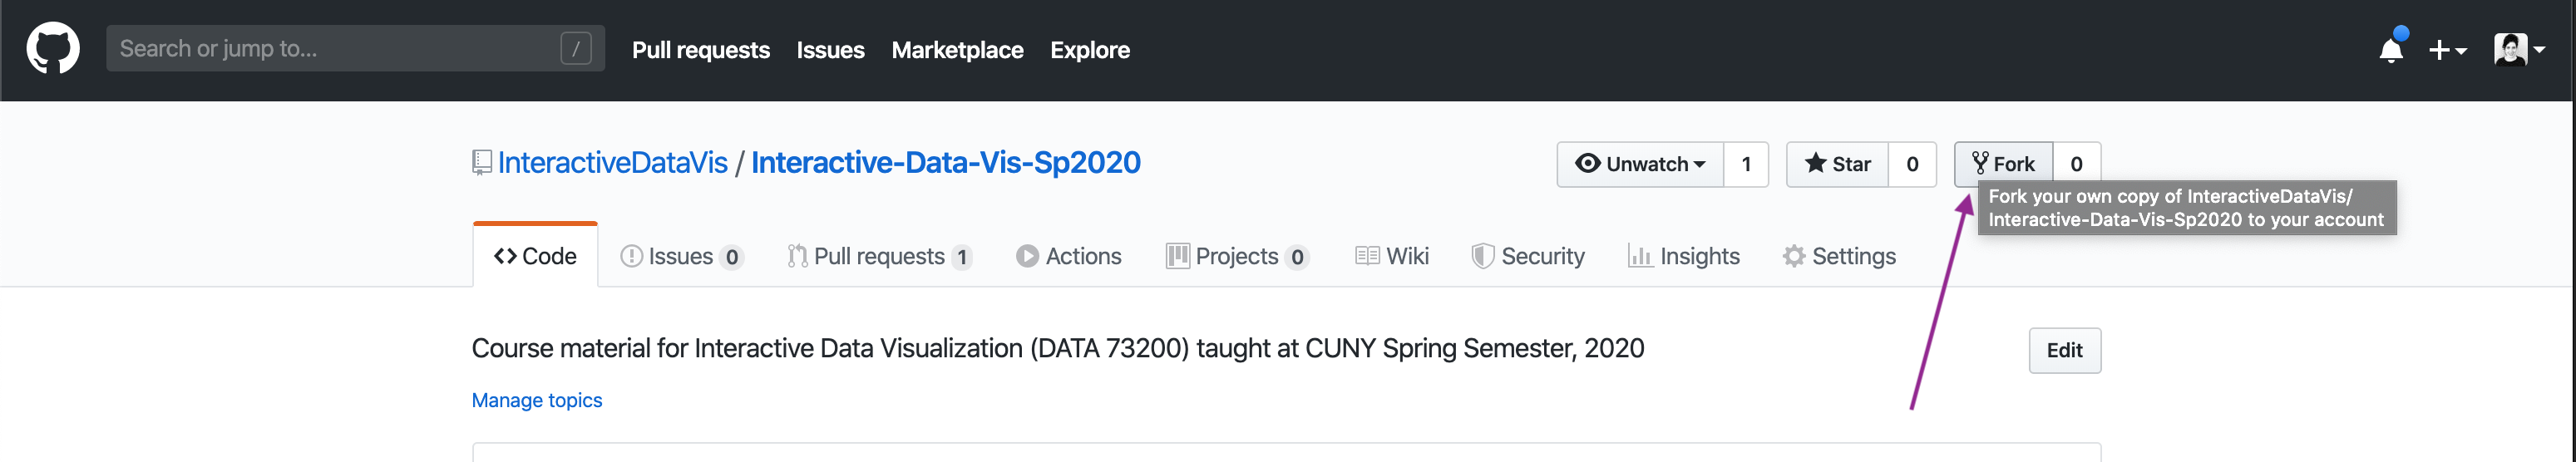 Search or jump to... / Pull requests Issues Marketplace Explore
InteractiveDataVis / Interactive-Data-Vis-Sp2020 Unwatch 1 Star 0 Fork 0
Fork your own copy of InteractiveDataVis/
Interactive-Data-Vis-Sp2020 to your account
Code Issues 0 Pull requests 1 Actions Projects 0 Wiki Security Insights Settings
Course material for Interactive Data Visualization (DATA 73200) taught at CUNY Spring Semester, 2020 Edit
Manage topics